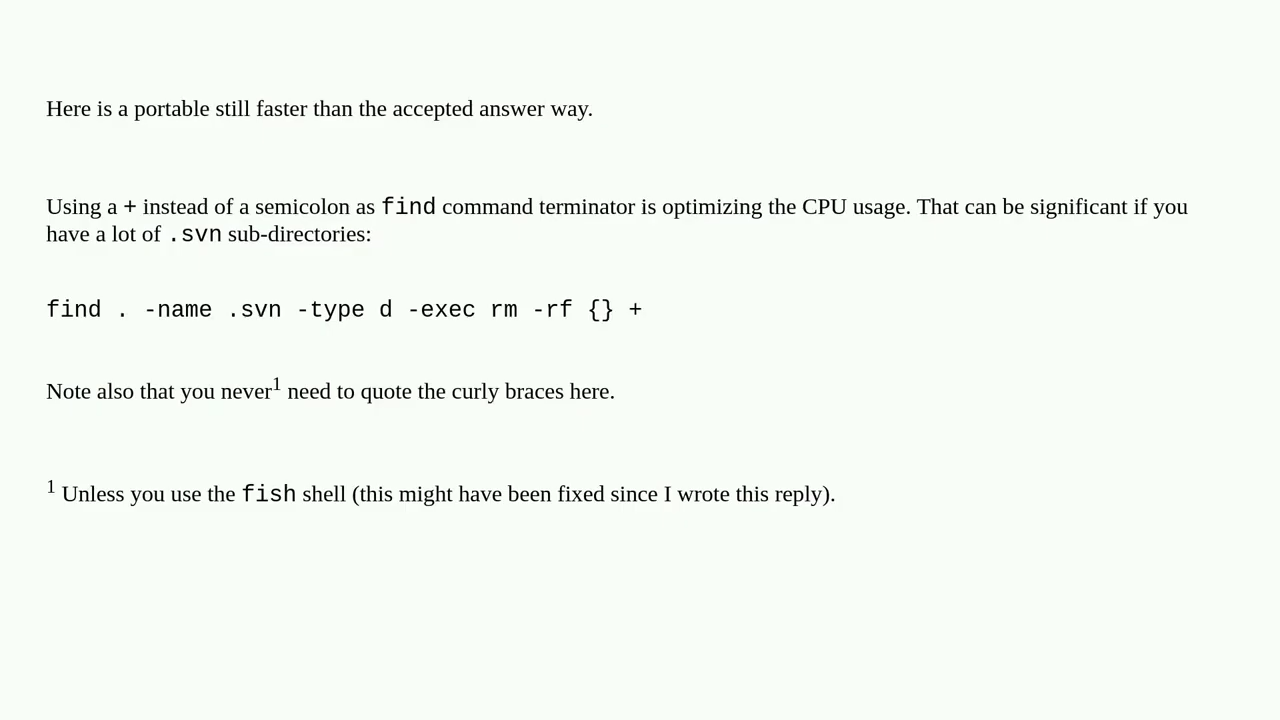 Here is a portable still faster than the accepted answer way.
Using a + instead of a semicolon as find command terminator is optimizing the CPU usage. That can be significant if you
have a lot of .svn sub-directories:
find . -name .svn -type d -exec rm -rf {} +
Note also that you never1 need to quote the curly braces here.
1 Unless you use the fish shell (this might have been fixed since I wrote this reply).